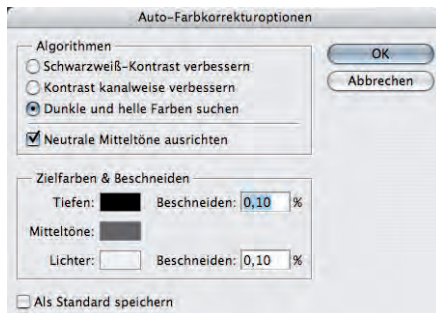 Auto-Farbkorrekturoptionen
Algorithmen
Schwarzweiß-Kontrast verbessern
Kontrast kanalweise verbessern
Dunkle und helle Farben suchen
Neutrale Mitteltöne ausrichten
OK
Abbrechen
Zielfarben & Beschneiden
Tiefen: Beschneiden: 0,10 %
Mitteltöne:
Lichter: Beschneiden: 0,10 %
Als Standard speichern